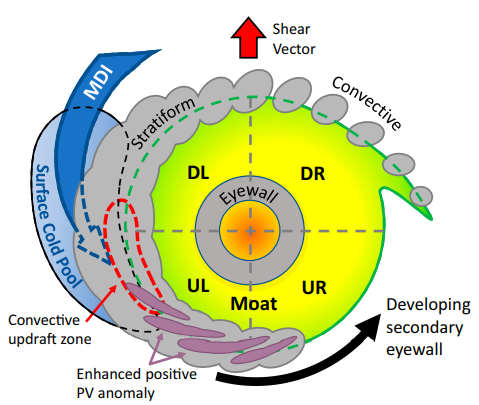 Shear
Vector
MDI
Stratiform
Convective
DL
DR
Eyewall
Surface Cold Pool
UL
UR
Moat
Convective
updraft zone
Enhanced positive
PV anomaly
Developing
secondary
eyewall